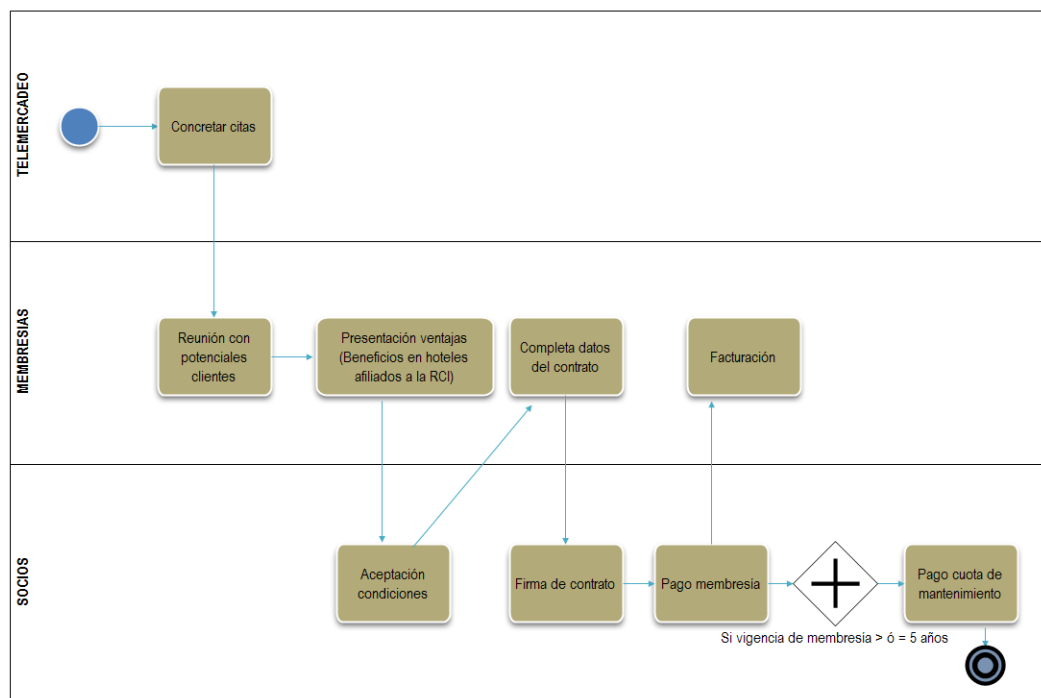 TELEMERCADEO
Concretar citas
MEMBRESIAS
Reunión con
potenciales
clientes
Presentación ventajas
(Beneficios en hoteles
afiliados a la RCI)
Completa datos
del contrato
Facturación
SOCIOS
Aceptación
condiciones
Firma de contrato
Pago membresia
Si vigencia de membresía > ó = 5 años
Pago cuota de
mantenimiento